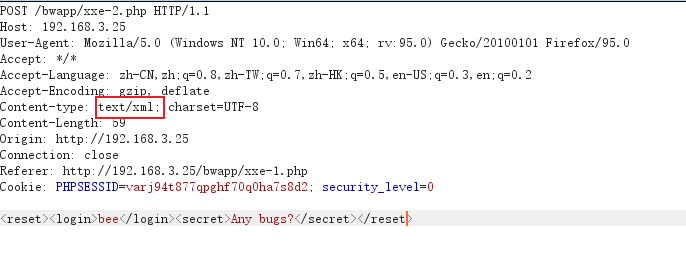 POST /bwapp/xxe-2.php HTTP/1.1
Host: 192.168.3.25
User-Agent: Mozilla/5.0 (Windows NT 10.0; Win64; x64; rv:95.0) Gecko/20100101 Firefox/95.0
Accept: */*
Accept-Language: zh-CN,zh;q=0.8,zh-TW;q=0.7,zh-HK;q=0.5,en-US;q=0.3,en;q=0.2
Accept-Encoding: gzip, deflate
Content-type: text/xml; charset=UTF-8
Content-Length: 59
Origin: http://192.168.3.25
Connection: close
Referer: http://192.168.3.25/bwapp/xxe-1.php
Cookie: PHPSESSID=varj94t877qpghf70q0ha7s8d2; security_level=0
<reset><login>bee</login><secret>Any bugs?</secret></reset>